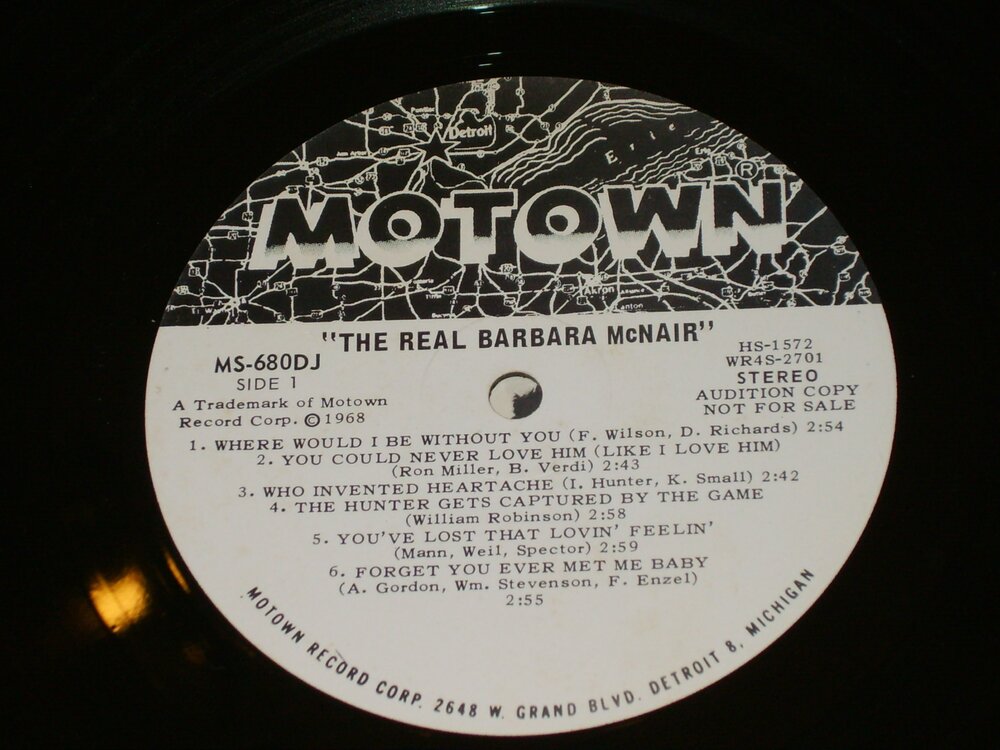 Detroit
Ann Arbor
Erie
MOTOWN®
Akron
"THE REAL BARBARA McNAIR"
MS-680DJ
SIDE 1
A Trademark of Motown
Record Corp. ©1968
HS-1572
WR4S-2701
STEREO
AUDITION COPY
NOT FOR SALE
1. WHERE WOULD I BE WITHOUT YOU (F. Wilson, D. Richards) 2:54
2. YOU COULD NEVER LOVE HIM (LIKE I LOVE HIM)
(Ron Miller, B. Verdi) 2:43
3. WHO INVENTED HEARTACHE (I. Hunter, K. Small) 2:42
4. THE HUNTER GETS CAPTURED BY THE GAME
(William Robinson) 2:58
5. YOU'VE LOST THAT LOVIN' FEELIN'
(Mann, Weil, Spector) 2:59
6. FORGET YOU EVER MET ME BABY
(A. Gordon, Wm. Stevenson, F. Enzel)
2:55
MOTOWN RECORD CORP. 2648 W. GRAND BLVD. DETROIT 8, MICHIGAN